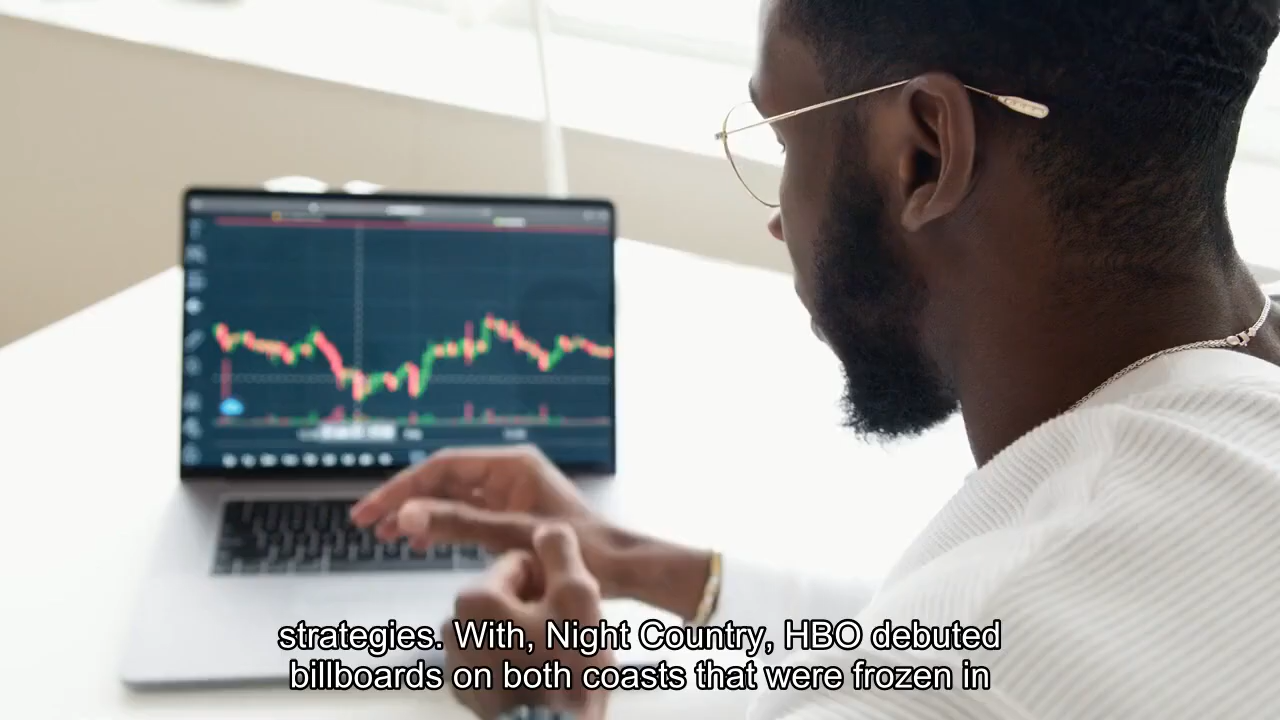 strategies. With, Night Country, HBO debuted
billboards on both coasts that were frozen in